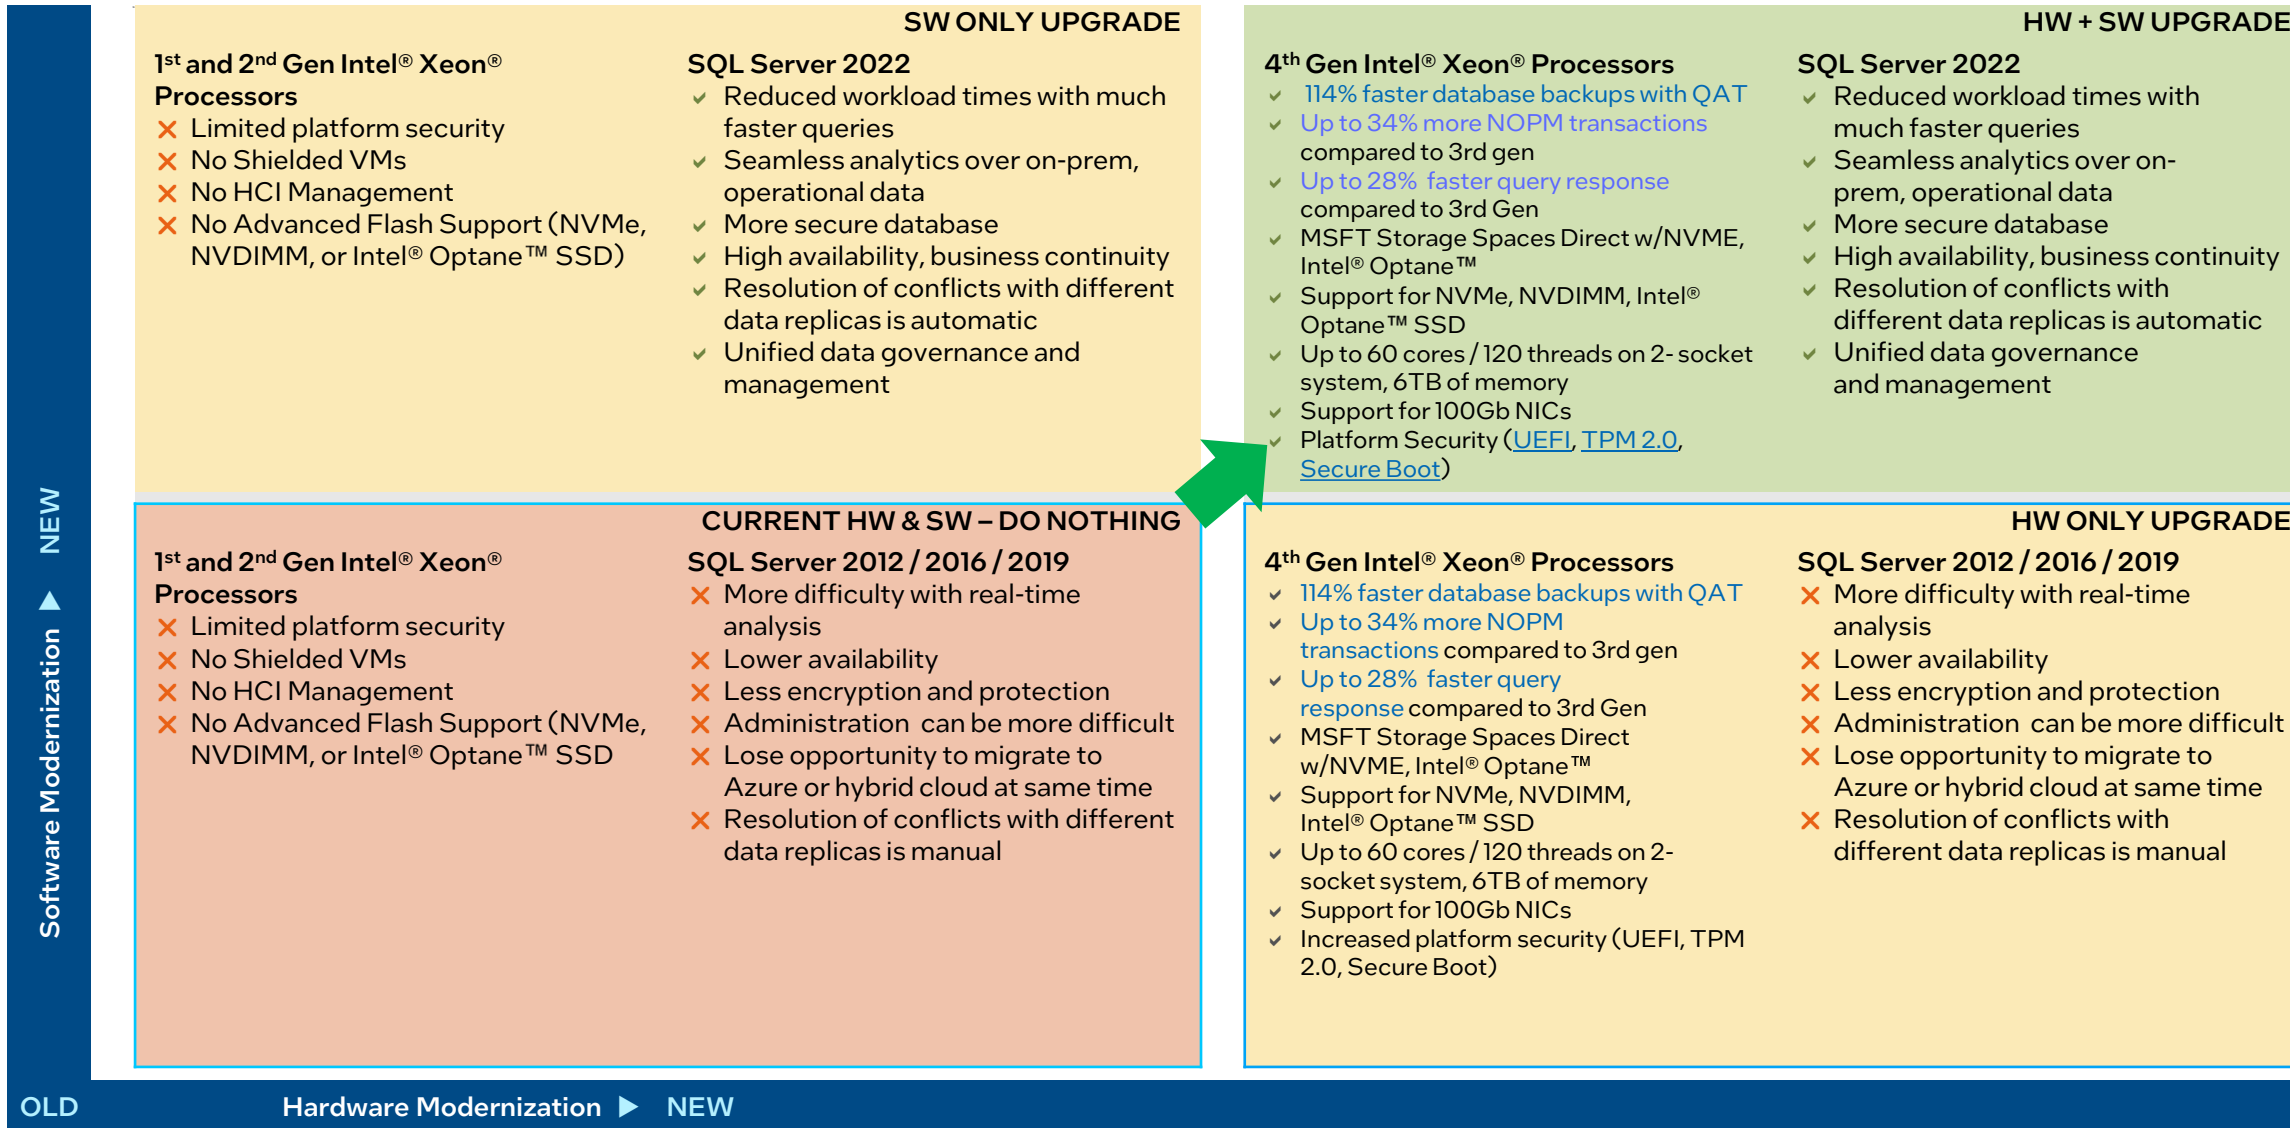 SW ONLY UPGRADE
1st and 2nd Gen Intel® Xeon®
Processors
Limited platform security
No Shielded VMs
No HCI Management
No Advanced Flash Support (NVMe,
NVDIMM, or Intel® Optane™ SSD)
SQL Server 2022
Reduced workload times with much
faster queries
Seamless analytics over on-prem,
operational data
More secure database
High availability, business continuity
Resolution of conflicts with different
data replicas is automatic
Unified data governance and
management
HW + SW UPGRADE
4th Gen Intel® Xeon® Processors
114% faster database backups with QAT
Up to 34% more NOPM transactions
compared to 3rd gen
Up to 28% faster query response
compared to 3rd Gen
MSFT Storage Spaces Direct w/NVME,
Intel® Optane™
Support for NVMe, NVDIMM, Intel®
Optane™ SSD
Up to 60 cores / 120 threads on 2- socket
system, 6TB of memory
Support for 100Gb NICs
Platform Security (UEFI, TPM 2.0,
Secure Boot)
SQL Server 2022
Reduced workload times with
much faster queries
Seamless analytics over on-
prem, operational data
More secure database
High availability, business continuity
Resolution of conflicts with
different data replicas is automatic
Unified data governance
and management
CURRENT HW & SW – DO NOTHING
1st and 2nd Gen Intel® Xeon®
Processors
Limited platform security
No Shielded VMs
No HCI Management
No Advanced Flash Support (NVMe,
NVDIMM, or Intel® Optane™ SSD
SQL Server 2012 / 2016 / 2019
More difficulty with real-time
analysis
Lower availability
Less encryption and protection
Administration can be more difficult
Lose opportunity to migrate to
Azure or hybrid cloud at same time
Resolution of conflicts with different
data replicas is manual
HW ONLY UPGRADE
4th Gen Intel® Xeon® Processors
114% faster database backups with QAT
Up to 34% more NOPM
transactions compared to 3rd gen
Up to 28% faster query
response compared to 3rd Gen
MSFT Storage Spaces Direct
w/NVME, Intel® Optane™
Support for NVMe, NVDIMM,
Intel® Optane™ SSD
Up to 60 cores / 120 threads on 2-
socket system, 6TB of memory
Support for 100Gb NICs
Increased platform security (UEFI, TPM
2.0, Secure Boot)
SQL Server 2012 / 2016 / 2019
More difficulty with real-time
analysis
Lower availability
Less encryption and protection
Administration can be more difficult
Lose opportunity to migrate to
Azure or hybrid cloud at same time
Resolution of conflicts with
different data replicas is manual
Software Modernization ▶ NEW
OLD
Hardware Modernization ▶ NEW